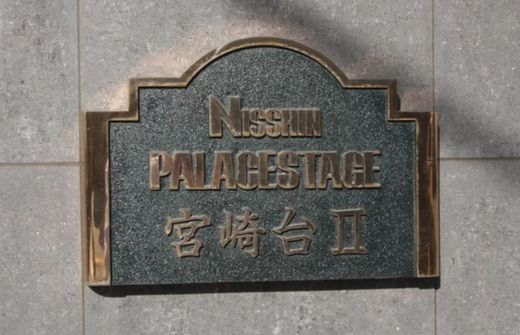 NISSHIN
PALACESTAGE
宮崎台Ⅱ